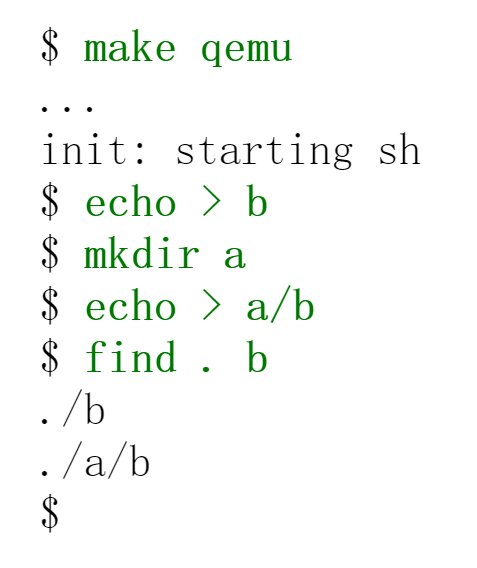 $ make qemu
...
init: starting sh
$ echo > b
$ mkdir a
$ echo > a/b
$ find . b
./b
./a/b
$